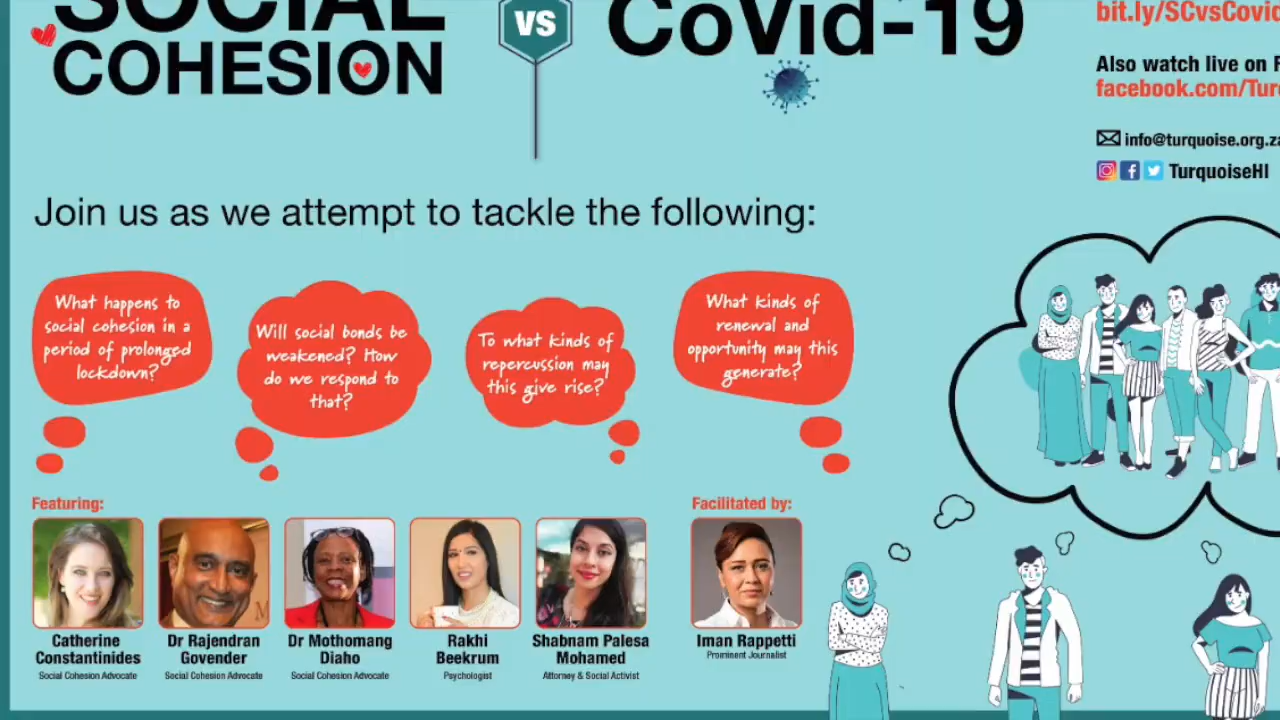 SOCIAL
COHESION
VS
CoVid-19
bit.ly/SCvsCovid
Also watch live on F
facebook.com/Tur
info@turquoise.org.za
TurquoiseHI
Join us as we attempt to tackle the following:
What happens to
social cohesion in a
period of prolonged
lockdown?
Will social bonds be
weakened? How
do we respond to
that?
To what kinds of
repercussion may
this give rise?
What kinds of
renewal and
opportunity may this
generate?
Featuring:
Facilitated by:
Catherine
Constantinides
Social Cohesion Advocate
Dr Rajendran
Govender
Social Cohesion Advocate
Dr Mothomang
Diaho
Social Cohesion Advocate
Rakhi
Beekrum
Psychologist
Shabnam Palesa
Mohamed
Attorney & Social Activist
Iman Rappetti
Prominent Journalist